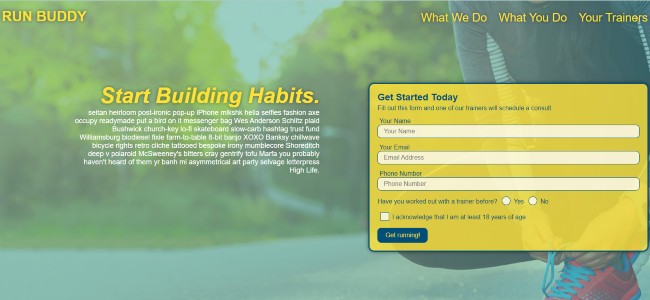 RUN BUDDY
What We Do What You Do Your Trainers
Start Building Habits.
seitan heirloom post-ironic pop-up iPhone mlkshk hella selfies fashion axe
occupy readymade put a bird on it messenger bag Wes Anderson Schlitz plaid
Bushwick church-key lo-fi skateboard slow-carb hashtag trust fund
Williamsburg biodiesel fixie farm-to-table 8-bit banjo XOXO Banksy chillwave
bicycle rights retro cliche tattooed bespoke irony mumblecore Shoreditch
deep v polaroid McSweeney's bitters cray gentrify tofu Marfa you probably
haven't heard of them yr banh mi asymmetrical art party selvage letterpress
High Life.
Get Started Today
Fill out this form and one of our trainers will schedule a consult.
Your Name
Your Name
Your Email
Email Address
Phone Number
Phone Number
Have you worked out with a trainer before? Yes No
I acknowledge that I am at least 18 years of age
Get running!